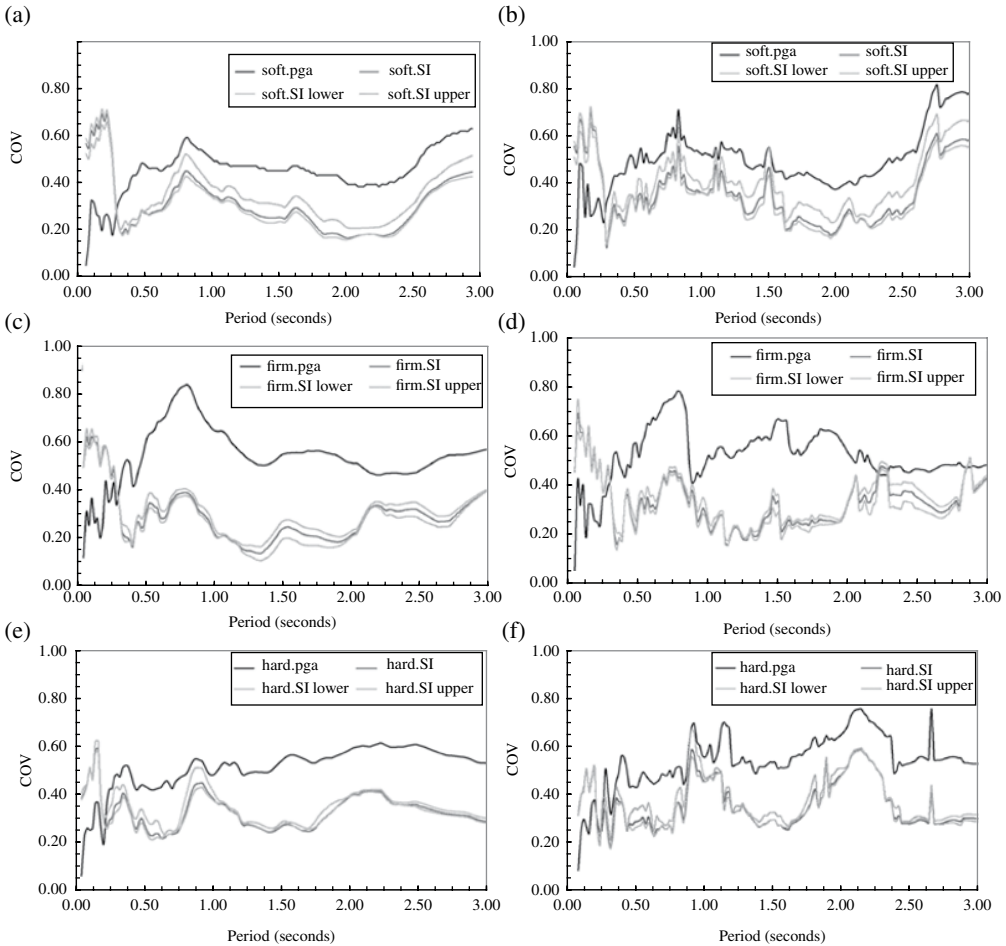 (a)
soft.pga
soft.SI
soft.SI lower
soft.SI upper
COV
0.80
0.60
0.40
0.20
0.00
0.00 0.50 1.00 1.50 2.00 2.50 3.00
Period (seconds)
(b)
soft.pga
soft.SI
soft.SI lower
soft.SI upper
COV
1.00
0.80
0.60
0.40
0.20
0.00
0.00 0.50 1.00 1.50 2.00 2.50 3.00
Period (seconds)
(c)
firm.pga
firm.SI
firm.SI lower
firm.SI upper
COV
1.00
0.80
0.60
0.40
0.20
0.00
0.00 0.50 1.00 1.50 2.00 2.50 3.00
Period (seconds)
(d)
firm.pga
firm.SI
firm.SI lower
firm.SI upper
COV
1.00
0.80
0.60
0.40
0.20
0.00
0.00 0.50 1.00 1.50 2.00 2.50 3.00
Period (seconds)
(e)
hard.pga
hard.SI
hard.SI lower
hard.SI upper
COV
1.00
0.80
0.60
0.40
0.20
0.00
0.00 0.50 1.00 1.50 2.00 2.50 3.00
Period (seconds)
(f)
hard.pga
hard.SI
hard.SI lower
hard.SI upper
COV
1.00
0.80
0.60
0.40
0.20
0.00
0.00 0.50 1.00 1.50 2.00 2.50 3.00
Period (seconds)